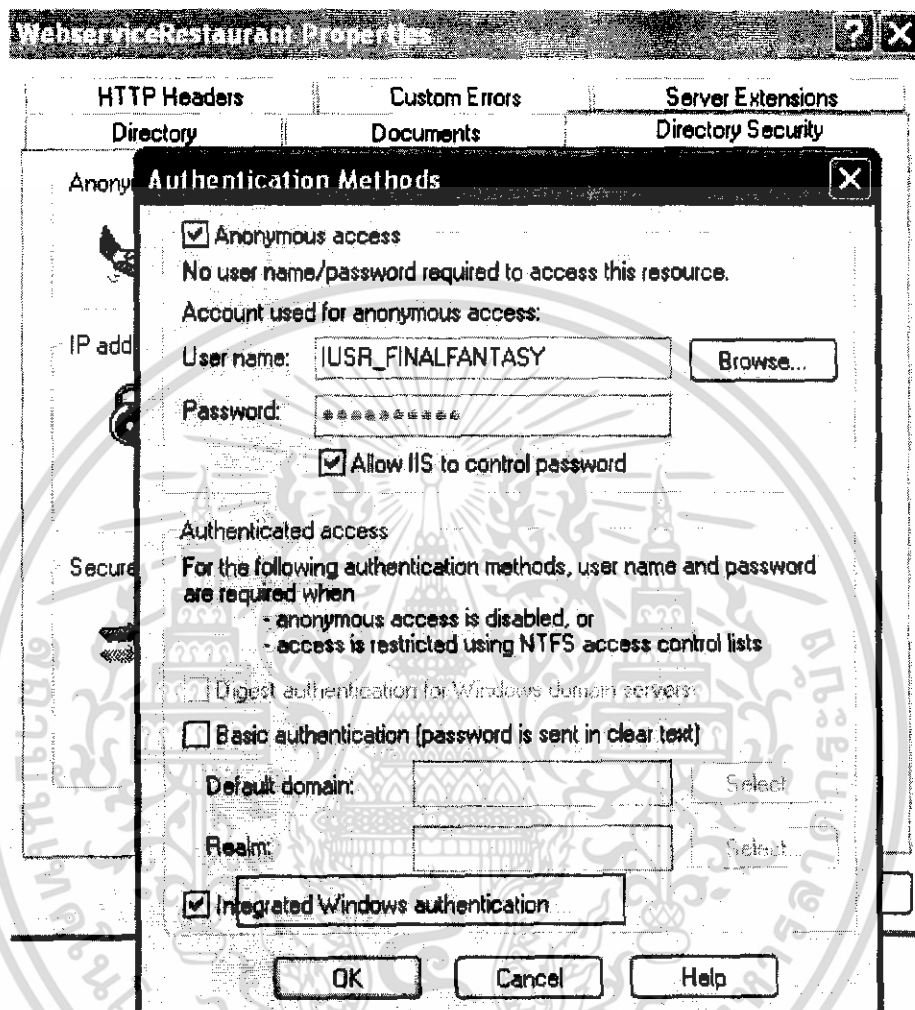 WebserviceRestaurant Properties
HTTP Headers Custom Errors Server Extensions
Directory Documents Directory Security
Anony
Authentication Methods
Anonymous access
No user name/password required to access this resource.
Account used for anonymous access:
IP add
User name: IUSR_FINALFANTASY Browse...
Password:
Allow IIS to control password
Authenticated access
Secure
For the following authentication methods, user name and password
are required when
- anonymous access is disabled, or
- access is restricted using NTFS access control lists
Digest authentication for Windows domain servers
Basic authentication (password is sent in clear text)
Default domain: Select...
Realm: Select...
Integrated Windows authentication
OK Cancel Help